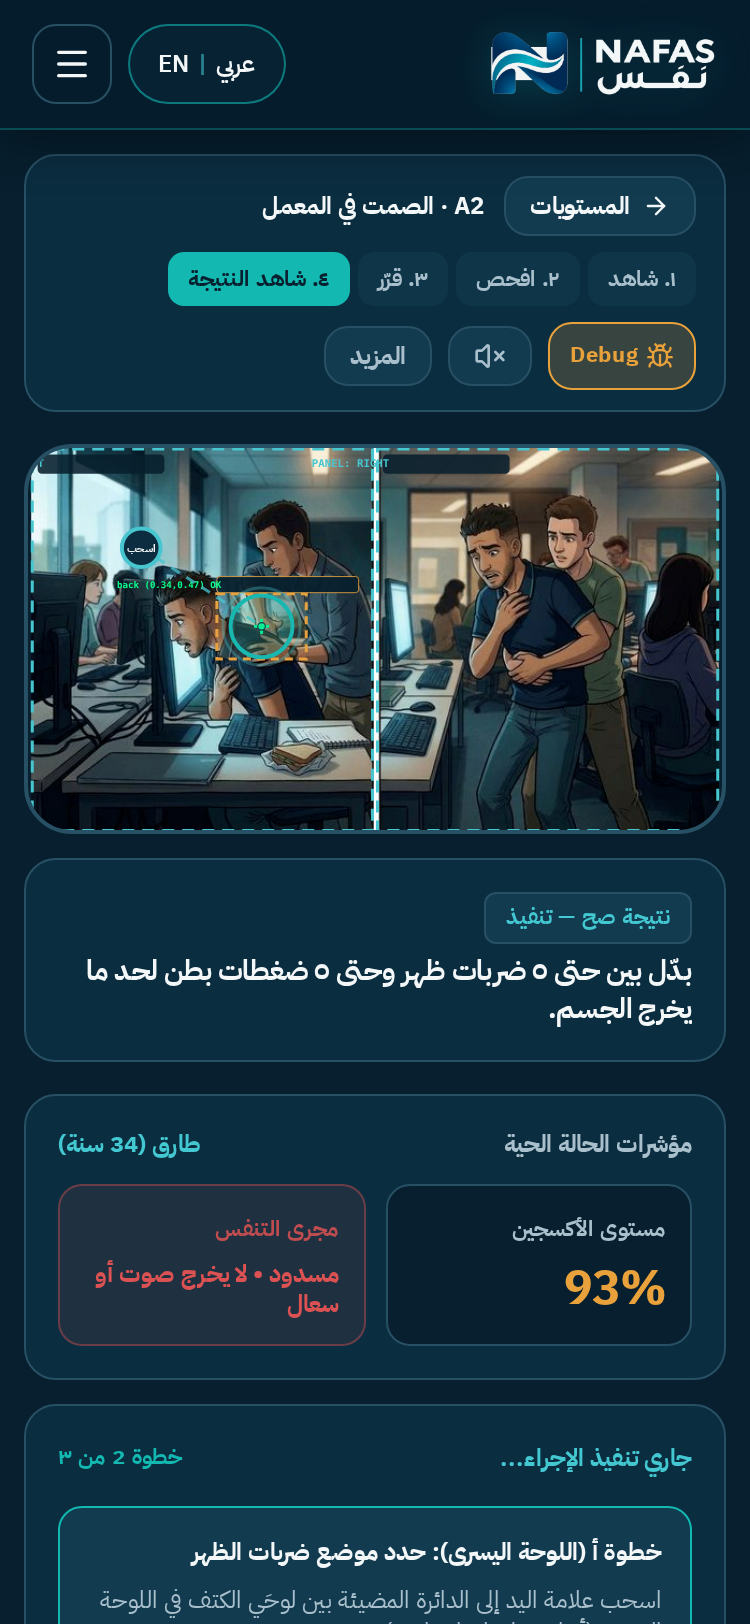 NAFAS
نَفَس
عربي | EN
المستويات
A2 · الصمت في المعمل
١. شاهد
٢. افحص
٣. قرّر
٤. شاهد النتيجة
Debug
المزيد
PANEL: RIGHT
اسحب
back (0.34,0.47) OK
نتيجة صح — تنفيذ
بدّل بين حتى ٥ ضربات ظهر وحتى ٥ ضغطات بطن لحد ما
يخرج الجسم.
مؤشرات الحالة الحية
طارق (34 سنة)
مستوى الأكسجين
93%
مجرى التنفس
مسدود • لا يخرج صوت أو
سعال
جاري تنفيذ الإجراء...
خطوة 2 من ٣
خطوة أ (اللوحة اليسرى): حدد موضع ضربات الظهر
اسحب علامة اليد إلى الدائرة المضيئة بين لوحَي الكتف في اللوحة